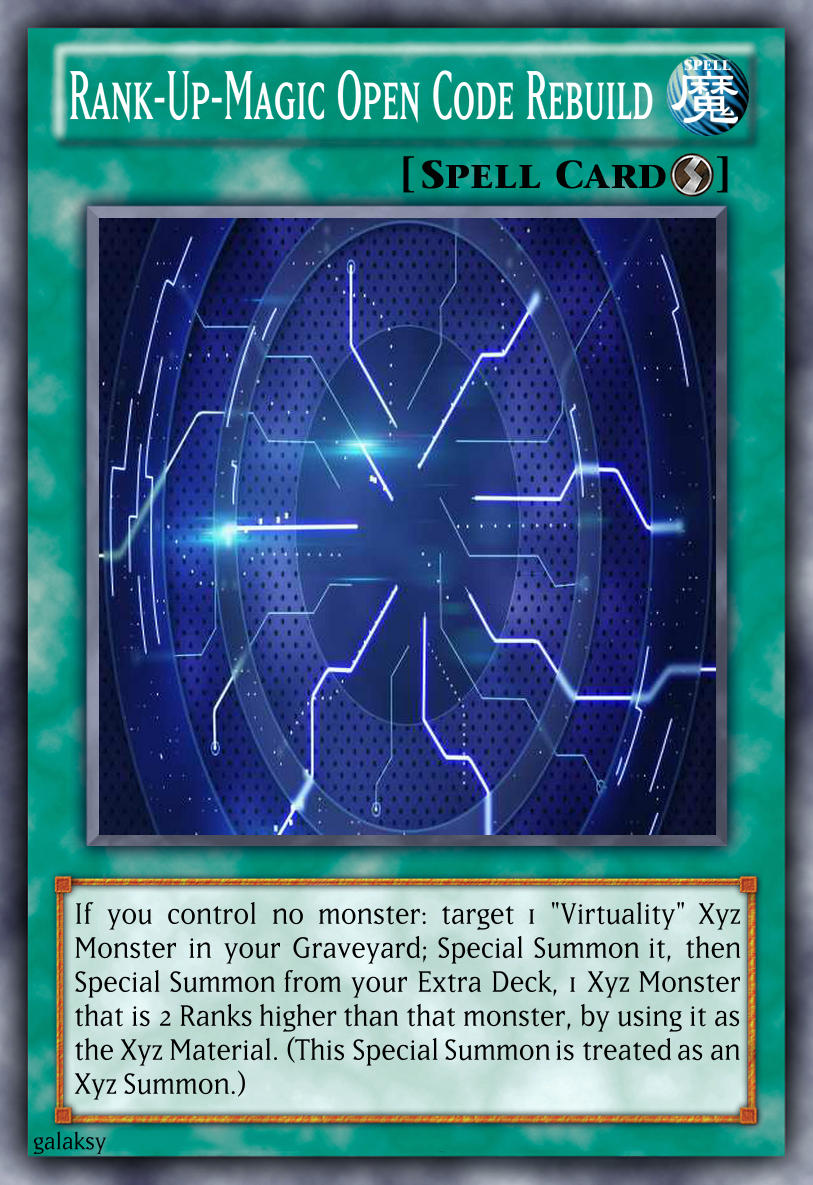 Rank-Up-Magic Open Code Rebuild
SPELL
魔
[Spell Card]
If you control no monster: target 1 "Virtuality" Xyz
Monster in your Graveyard; Special Summon it, then
Special Summon from your Extra Deck, 1 Xyz Monster
that is 2 Ranks higher than that monster, by using it as
the Xyz Material. (This Special Summon is treated as an
Xyz Summon.)
galaksy